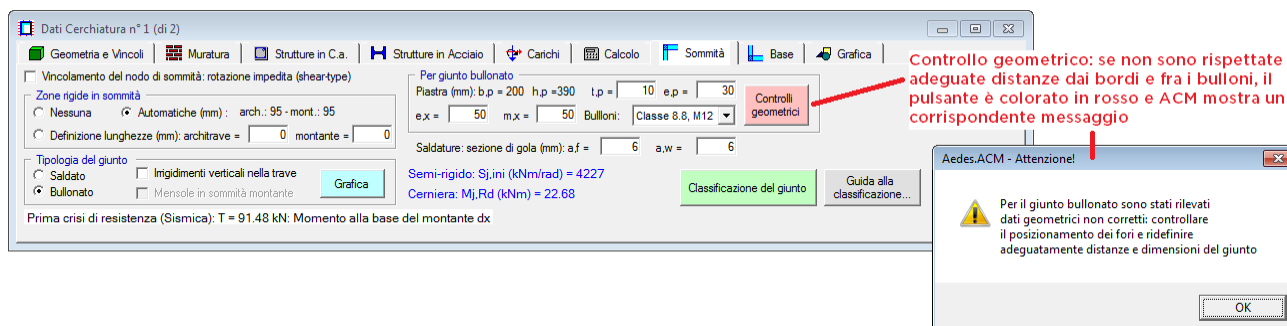 Dati Cerchiatura n° 1 (di 2)
Geometria e Vincoli Muratura Strutture in C.a. Strutture in Acciaio Carichi Calcolo Sommità Base Grafica
Vincolamento del nodo di sommità: rotazione impedita (shear-type)
Zone rigide in sommità
Nessuna Automatiche (mm) : arch.: 95 - mont.: 95
Definizione lunghezze (mm): architrave = 0 montante = 0
Tipologia del giunto
Saldato Irrigidimenti verticali nella trave
Bullonato Mensole in sommità montante
Grafica
Per giunto bullonato
Piastra (mm): b,p = 200 h,p =390 t,p = 10 e,p = 30
e,x = 50 m,x = 50 Bulloni: Classe 8.8, M12
Controlli
geometrici
Saldature: sezione di gola (mm): a,f = 6 a,w = 6
Semi-rigido: Sj,ini (kNm/rad) = 4227
Cerniera: Mj,Rd (kNm) = 22.68
Classificazione del giunto
Guida alla
classificazione...
Prima crisi di resistenza (Sismica): T = 91.48 kN: Momento alla base del montante dx
Controllo geometrico: se non sono rispettate
adeguate distanze dai bordi e fra i bulloni, il
pulsante è colorato in rosso e ACM mostra un
corrispondente messaggio
Aedes.ACM - Attenzione!
Per il giunto bullonato sono stati rilevati
dati geometrici non corretti: controllare
il posizionamento dei fori e ridefinire
adeguatamente distanze e dimensioni del giunto
OK